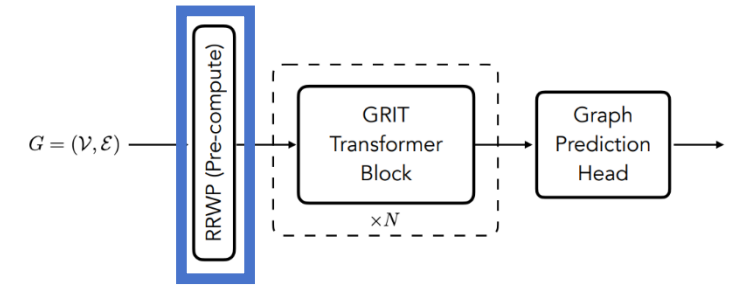 G = (𝒱, ℰ)
RRWP (Pre-compute)
GRIT
Transformer
Block
×N
Graph
Prediction
Head